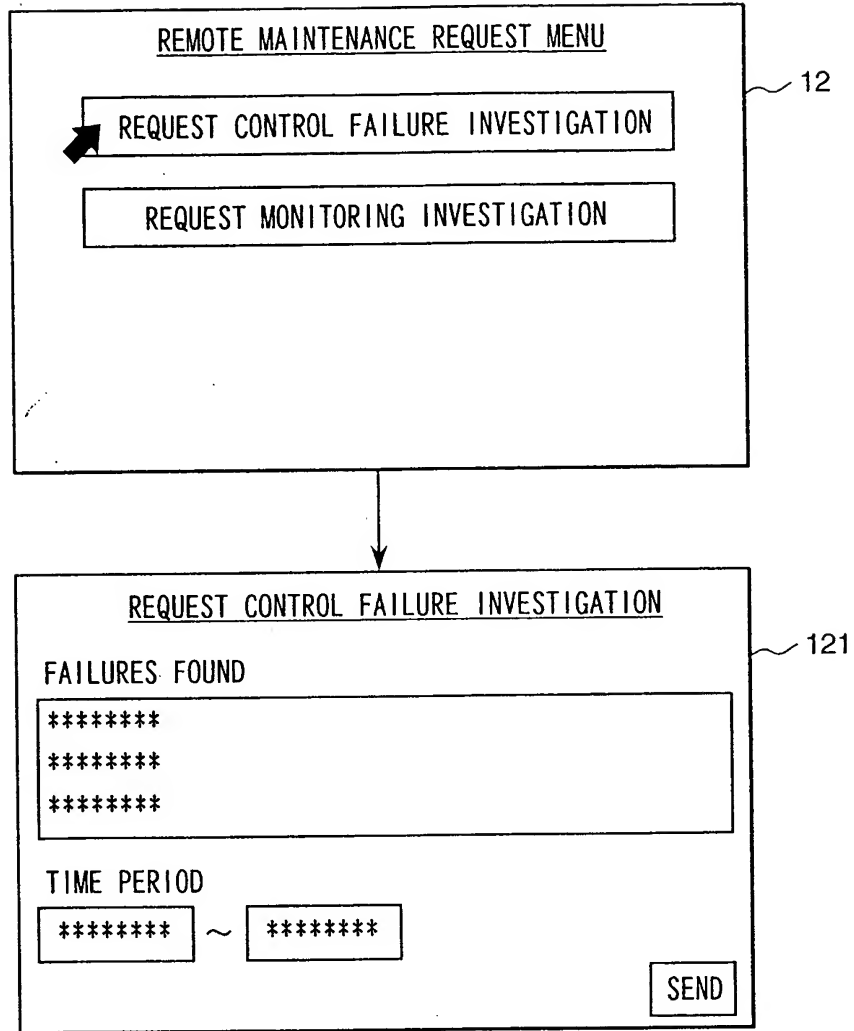 REMOTE MAINTENANCE REQUEST MENU
12
REQUEST CONTROL FAILURE INVESTIGATION
REQUEST MONITORING INVESTIGATION
REQUEST CONTROL FAILURE INVESTIGATION
121
FAILURES FOUND
********
********
********
TIME PERIOD
******** ~ ********
SEND